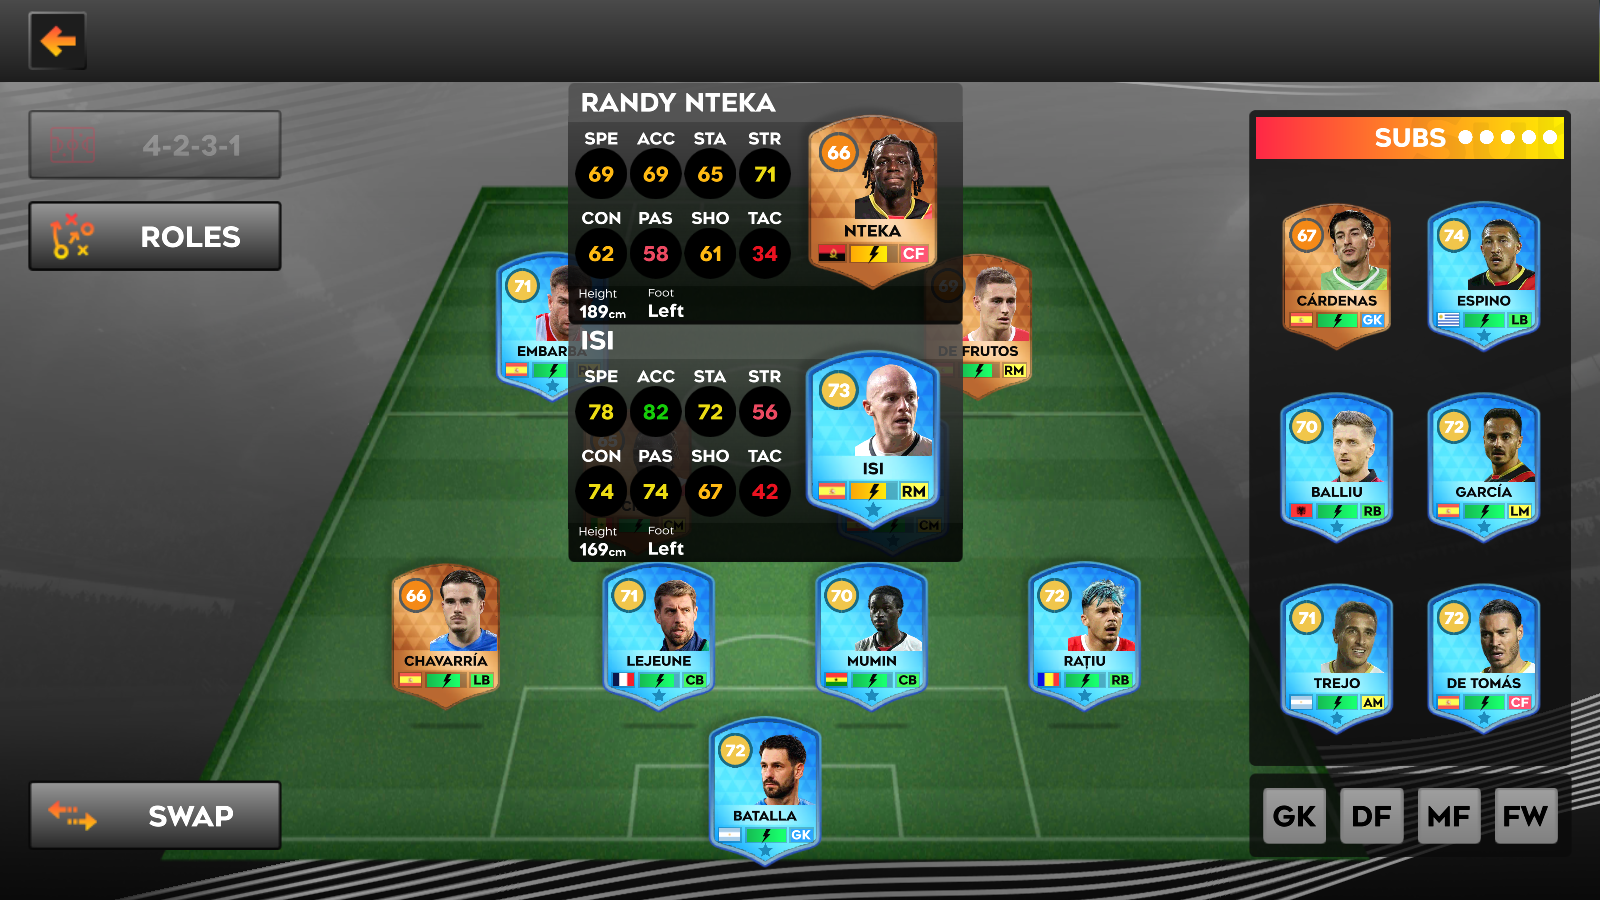 4-2-3-1
ROLES
SWAP
RANDY NTEKA
SPE ACC STA STR
69 69 65 71
CON PAS SHO TAC
62 58 61 34
Height Foot
189cm Left
66
NTEKA
CF
ISI
SPE ACC STA STR
78 82 72 56
CON PAS SHO TAC
74 74 67 42
Height Foot
169cm Left
73
ISI
RM
71
EMBARBA
69
DE FRUTOS
RM
65
CM
CM
66
CHAVARRÍA
LB
71
LEJEUNE
CB
70
MUMIN
CB
72
RAȚIU
RB
72
BATALLA
GK
SUBS
67
CÁRDENAS
GK
74
ESPINO
LB
70
BALLIU
RB
72
GARCÍA
LM
71
TREJO
AM
72
DE TOMÁS
CF
GK DF MF FW